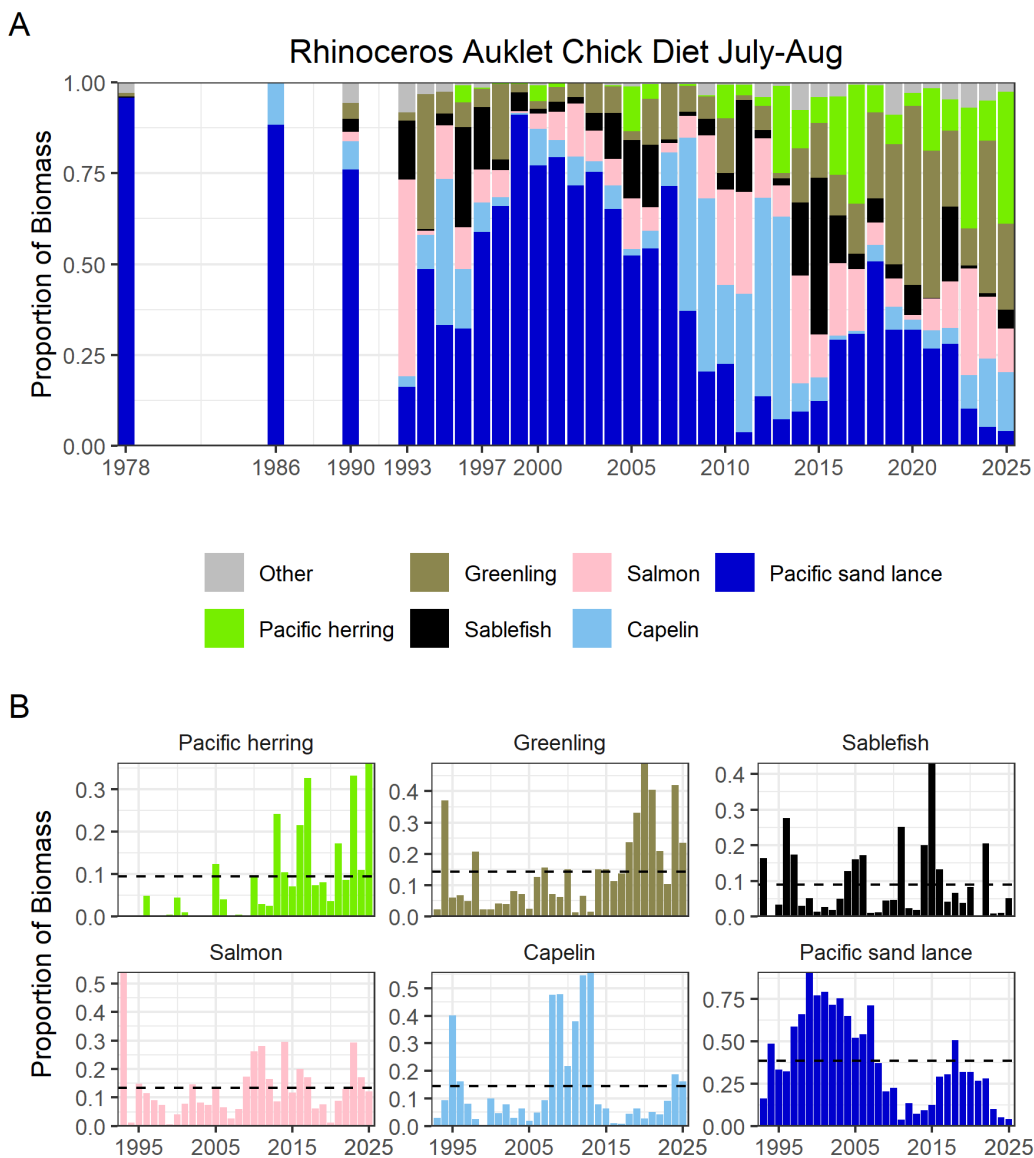 A
Rhinoceros Auklet Chick Diet July-Aug
Proportion of Biomass
1.00
0.75
0.50
0.25
0.00
1978 1986 1990 1993 1997 2000 2005 2010 2015 2020 2025
Other Greenling Salmon Pacific sand lance
Pacific herring Sablefish Capelin
B
Proportion of Biomass
Pacific herring Greenling Sablefish
0.3
0.2
0.1
0.0
0.4
0.3
0.2
0.1
0.0
0.4
0.3
0.2
0.1
0.0
Salmon Capelin Pacific sand lance
Proportion of Biomass
0.5
0.4
0.3
0.2
0.1
0.0
0.5
0.4
0.3
0.2
0.1
0.0
0.75
0.50
0.25
0.00
1995 2005 2015 2025 1995 2005 2015 2025 1995 2005 2015 2025